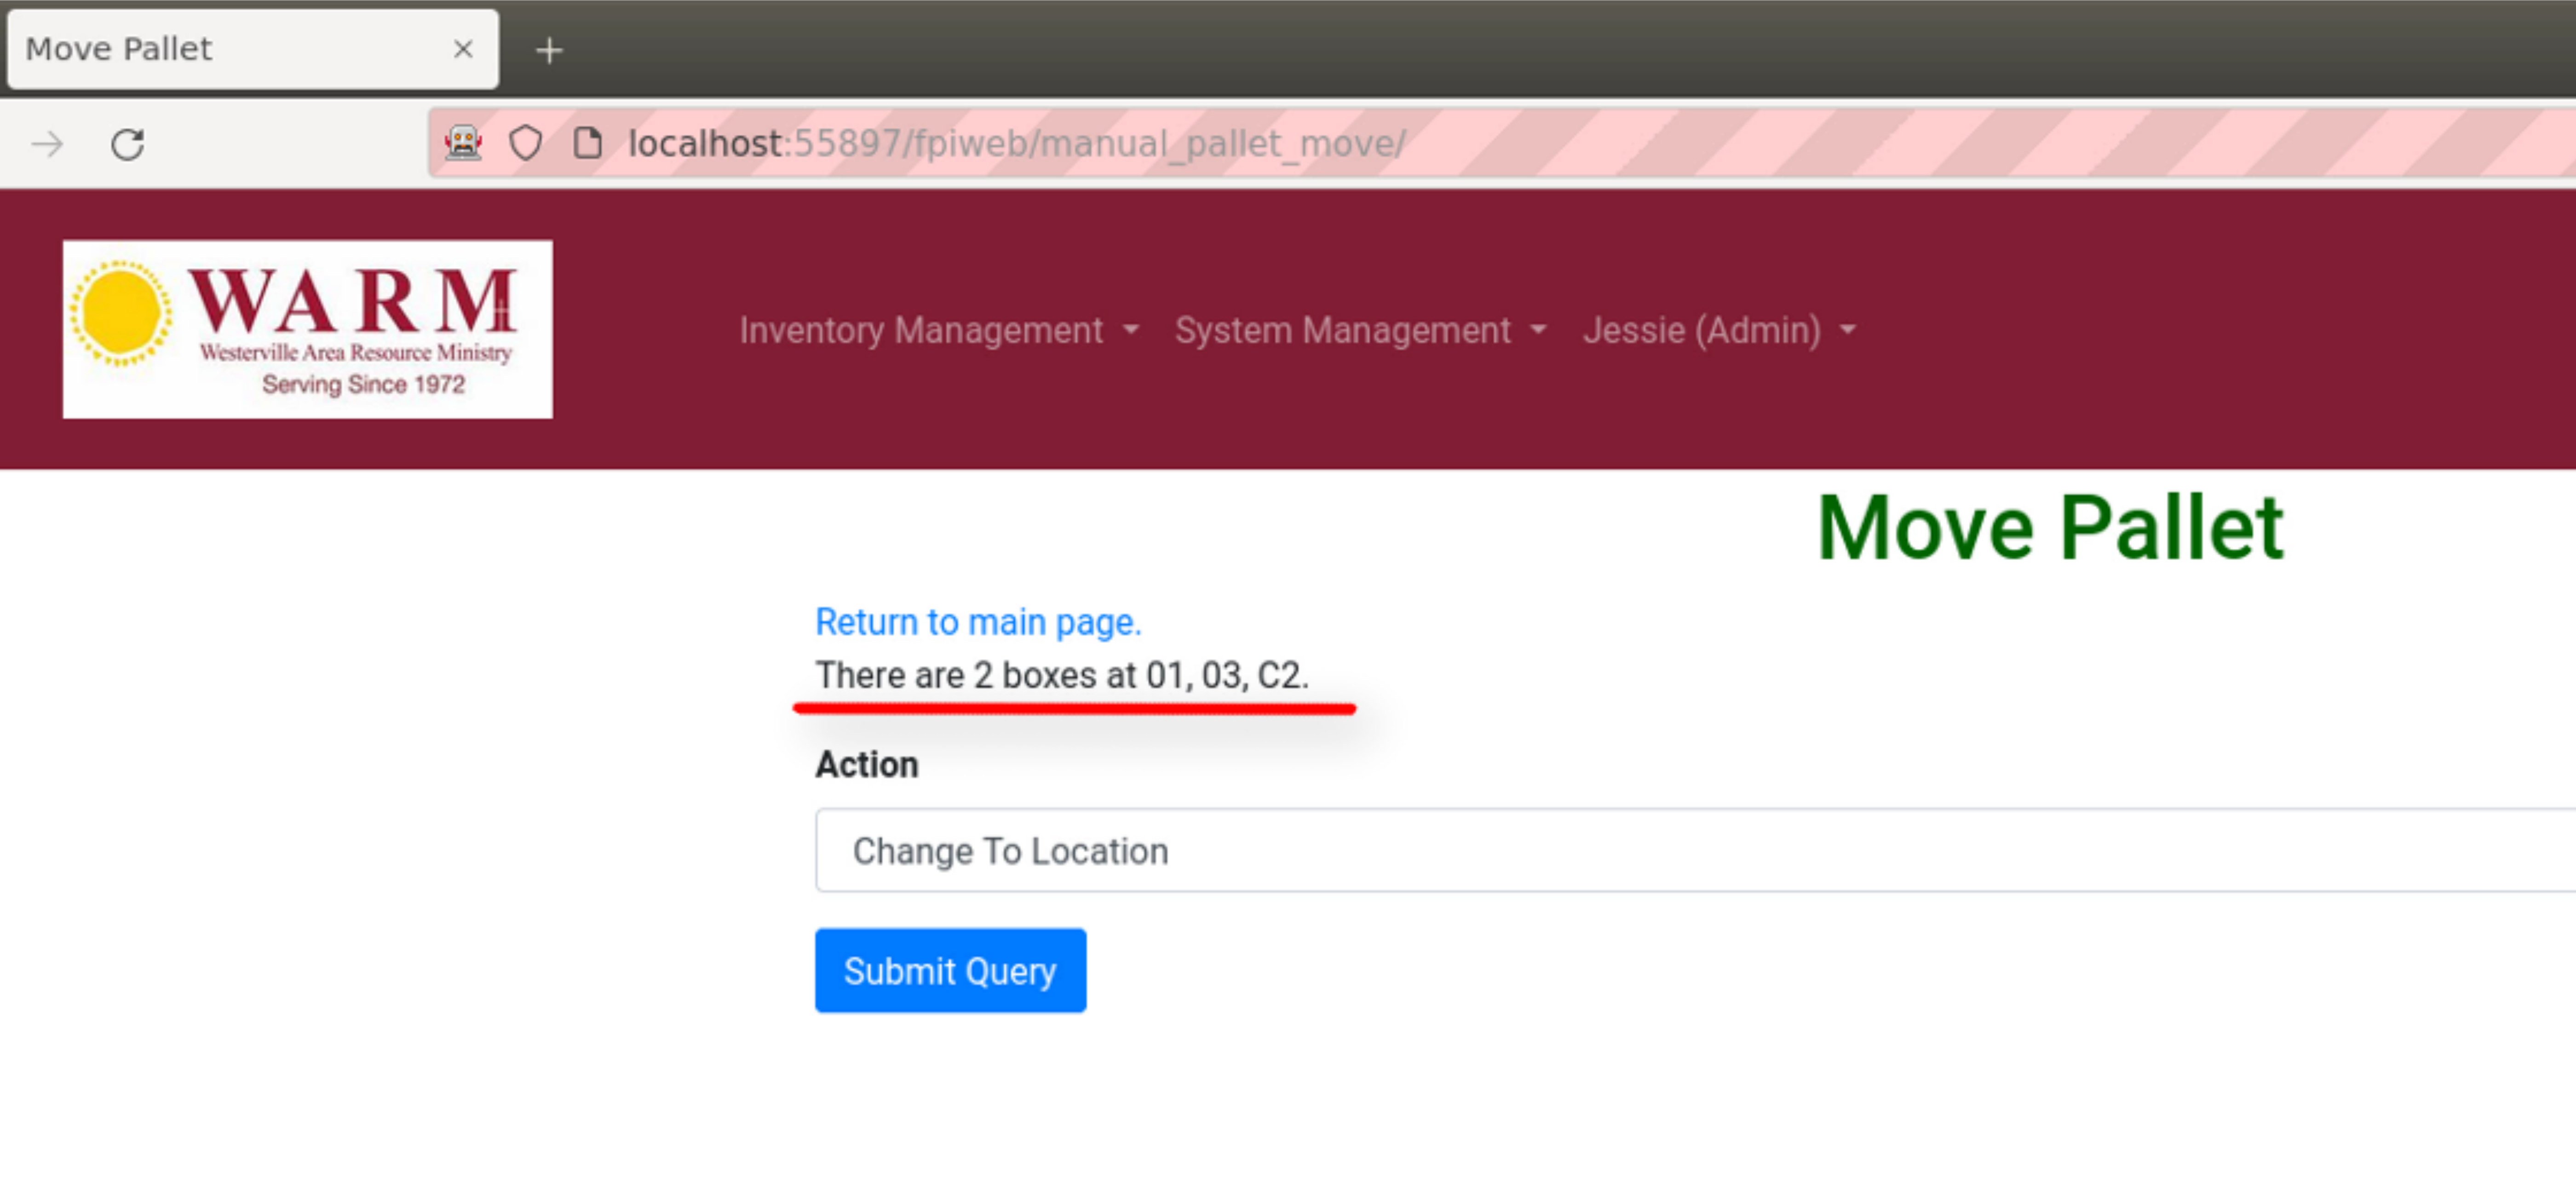 Move Pallet
localhost:55897/fpiweb/manual_pallet_move/
WARM
Westerville Area Resource Ministry
Serving Since 1972
Inventory Management System Management Jessie (Admin)
Move Pallet
Return to main page.
There are 2 boxes at 01, 03, C2.
Action
Change To Location
Submit Query